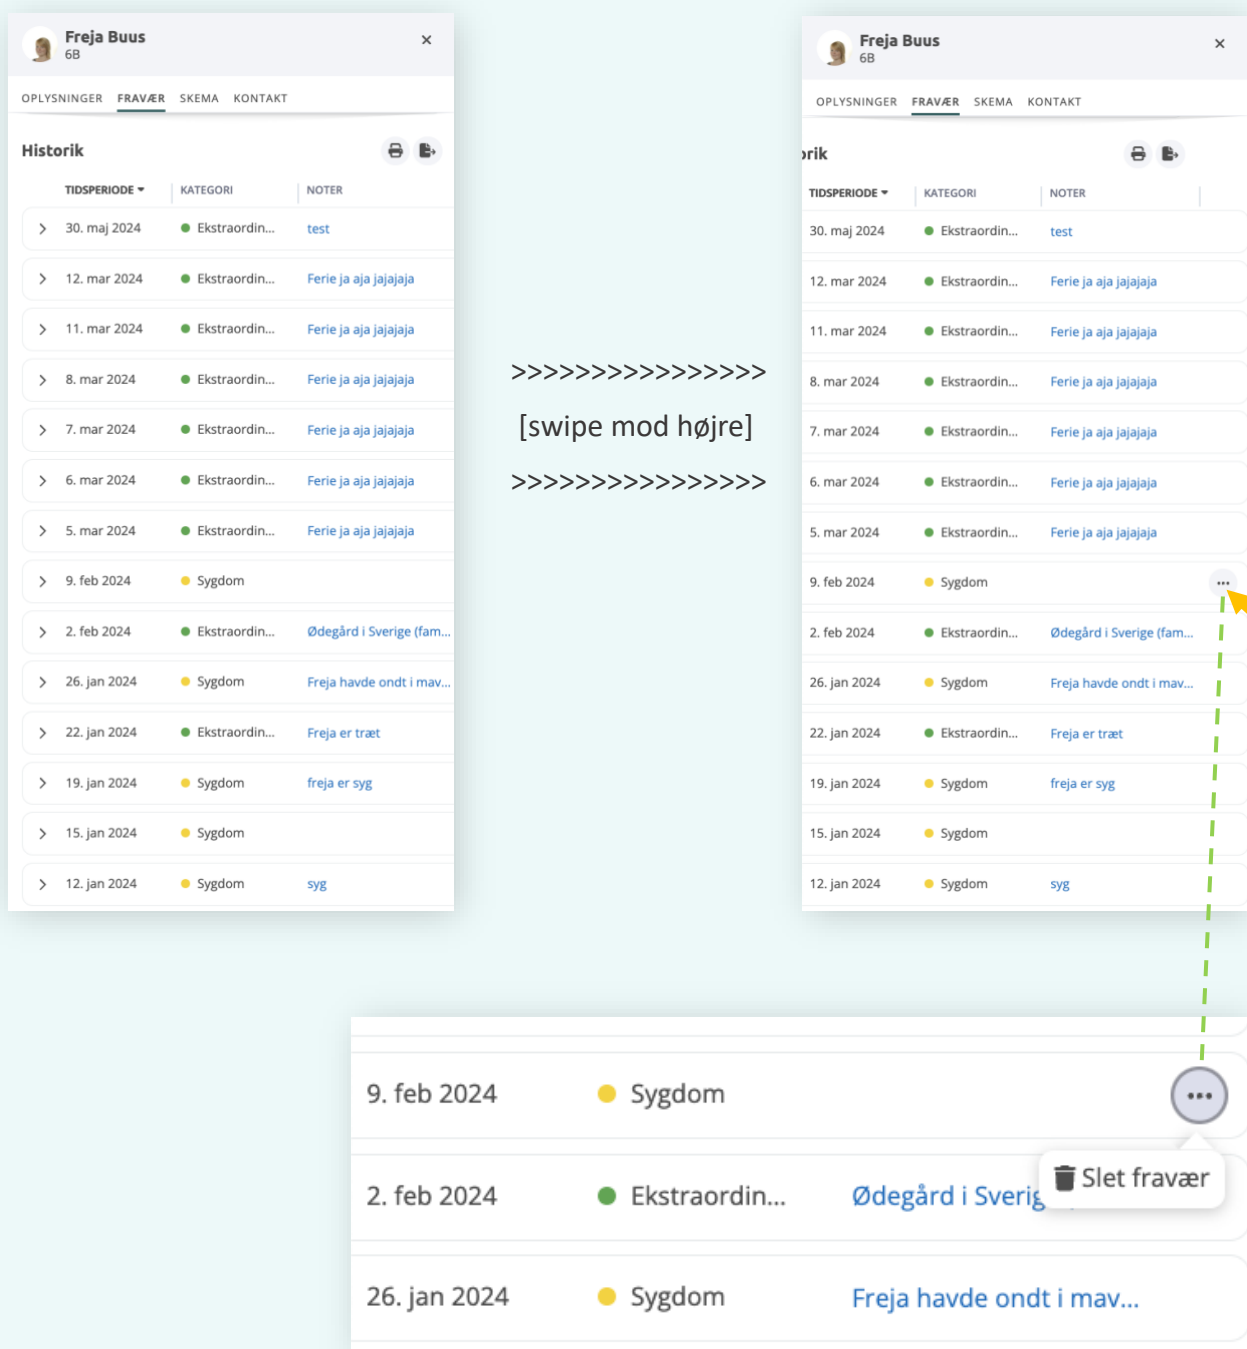 Freja Buus
6B
×
OPLYSNINGER FRAVÆR SKEMA KONTAKT
Historik
TIDSPERIODE KATEGORI NOTER
30. maj 2024 Ekstraordin... test
12. mar 2024 Ekstraordin... Ferie ja aja jajajaja
11. mar 2024 Ekstraordin... Ferie ja aja jajajaja
8. mar 2024 Ekstraordin... Ferie ja aja jajajaja
7. mar 2024 Ekstraordin... Ferie ja aja jajajaja
6. mar 2024 Ekstraordin... Ferie ja aja jajajaja
5. mar 2024 Ekstraordin... Ferie ja aja jajajaja
9. feb 2024 Sygdom
2. feb 2024 Ekstraordin... Ødegård i Sverige (fam...
26. jan 2024 Sygdom Freja havde ondt i mav...
22. jan 2024 Ekstraordin... Freja er træt
19. jan 2024 Sygdom freja er syg
15. jan 2024 Sygdom
12. jan 2024 Sygdom syg
>>>>>>>>>>>>>>>>
[swipe mod højre]
>>>>>>>>>>>>>>>>
Freja Buus
6B
×
OPLYSNINGER FRAVÆR SKEMA KONTAKT
orik
TIDSPERIODE KATEGORI NOTER
30. maj 2024 Ekstraordin... test
12. mar 2024 Ekstraordin... Ferie ja aja jajajaja
11. mar 2024 Ekstraordin... Ferie ja aja jajajaja
8. mar 2024 Ekstraordin... Ferie ja aja jajajaja
7. mar 2024 Ekstraordin... Ferie ja aja jajajaja
6. mar 2024 Ekstraordin... Ferie ja aja jajajaja
5. mar 2024 Ekstraordin... Ferie ja aja jajajaja
9. feb 2024 Sygdom
2. feb 2024 Ekstraordin... Ødegård i Sverige (fam...
26. jan 2024 Sygdom Freja havde ondt i mav...
22. jan 2024 Ekstraordin... Freja er træt
19. jan 2024 Sygdom freja er syg
15. jan 2024 Sygdom
12. jan 2024 Sygdom syg
9. feb 2024 Sygdom
Slet fravær
2. feb 2024 Ekstraordin... Ødegård i Sverig
26. jan 2024 Sygdom Freja havde ondt i mav...